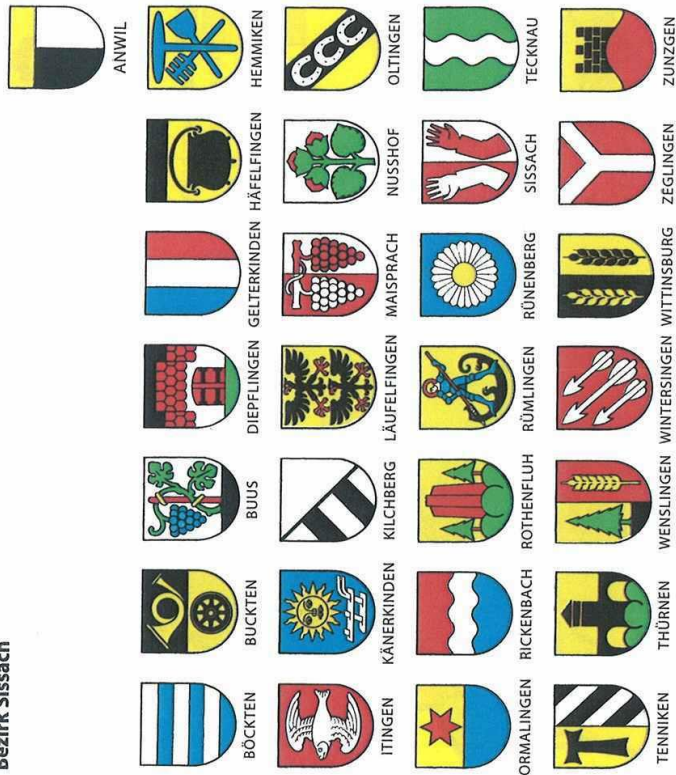 Bezirk Sissach
ANWIL
BÖCKTEN
BUCKTEN
BUUS
DIEPFLINGEN
GELTERKINDEN
HÄFELFINGEN
HEMMIKEN
ITINGEN
KÄNERKINDEN
KILCHBERG
LÄUFELFINGEN
MAISPRACH
NUSSHOF
OLTINGEN
ORMALINGEN
RICKENBACH
ROTHENFLUH
RÜMLINGEN
RÜNENBERG
SISSACH
TECKNAU
TENNIKEN
THÜRNEN
WENSLINGEN
WINTERSINGEN
WITTINSBURG
ZEGLINGEN
ZUNZGEN